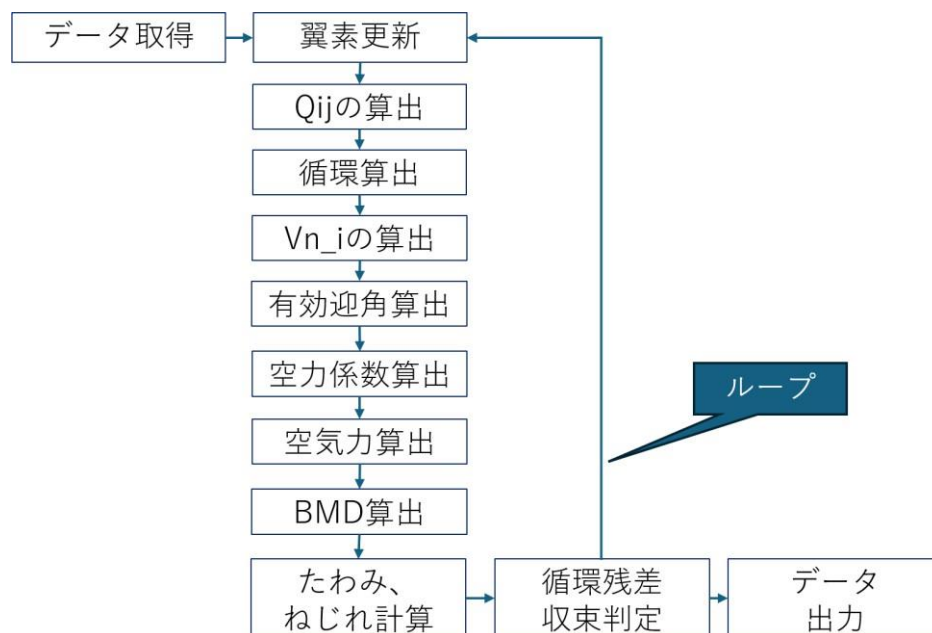 データ取得
翼素更新
Qijの算出
循環算出
Vn_iの算出
有効迎角算出
空力係数算出
空気力算出
BMD算出
たわみ、
ねじれ計算
循環残差
収束判定
データ
出力
ループ